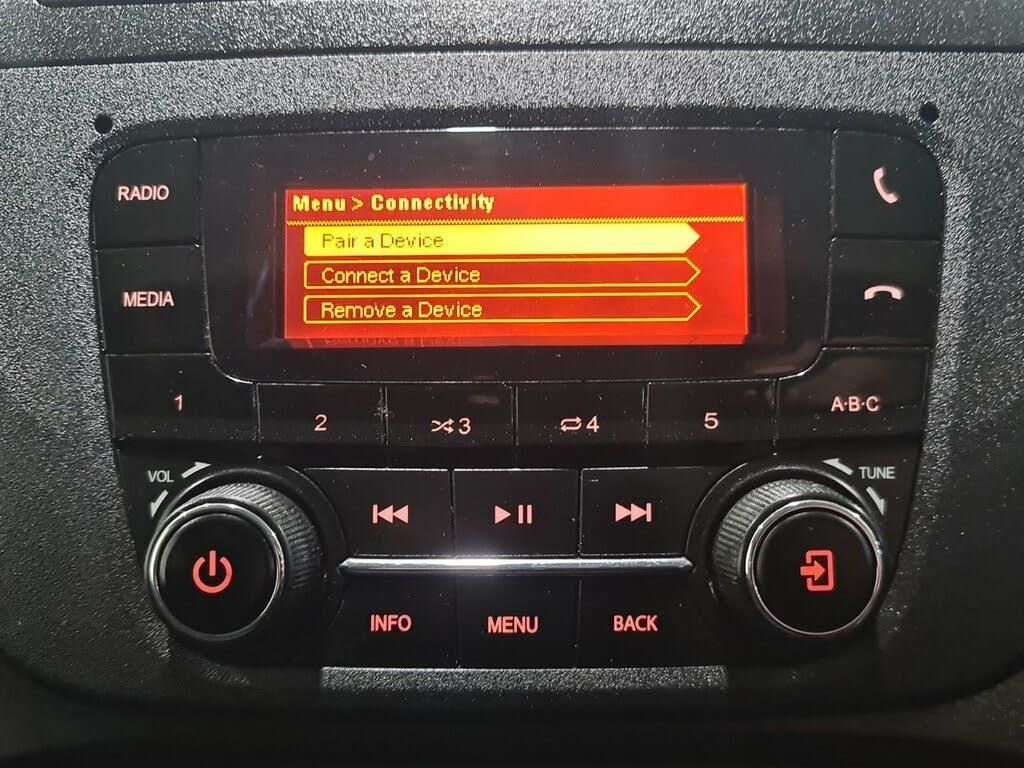 RADIO
MEDIA
Menu > Connectivity
Pair a Device
Connect a Device
Remove a Device
1
2
3
4
5
A·B·C
VOL
TUNE
INFO
MENU
BACK